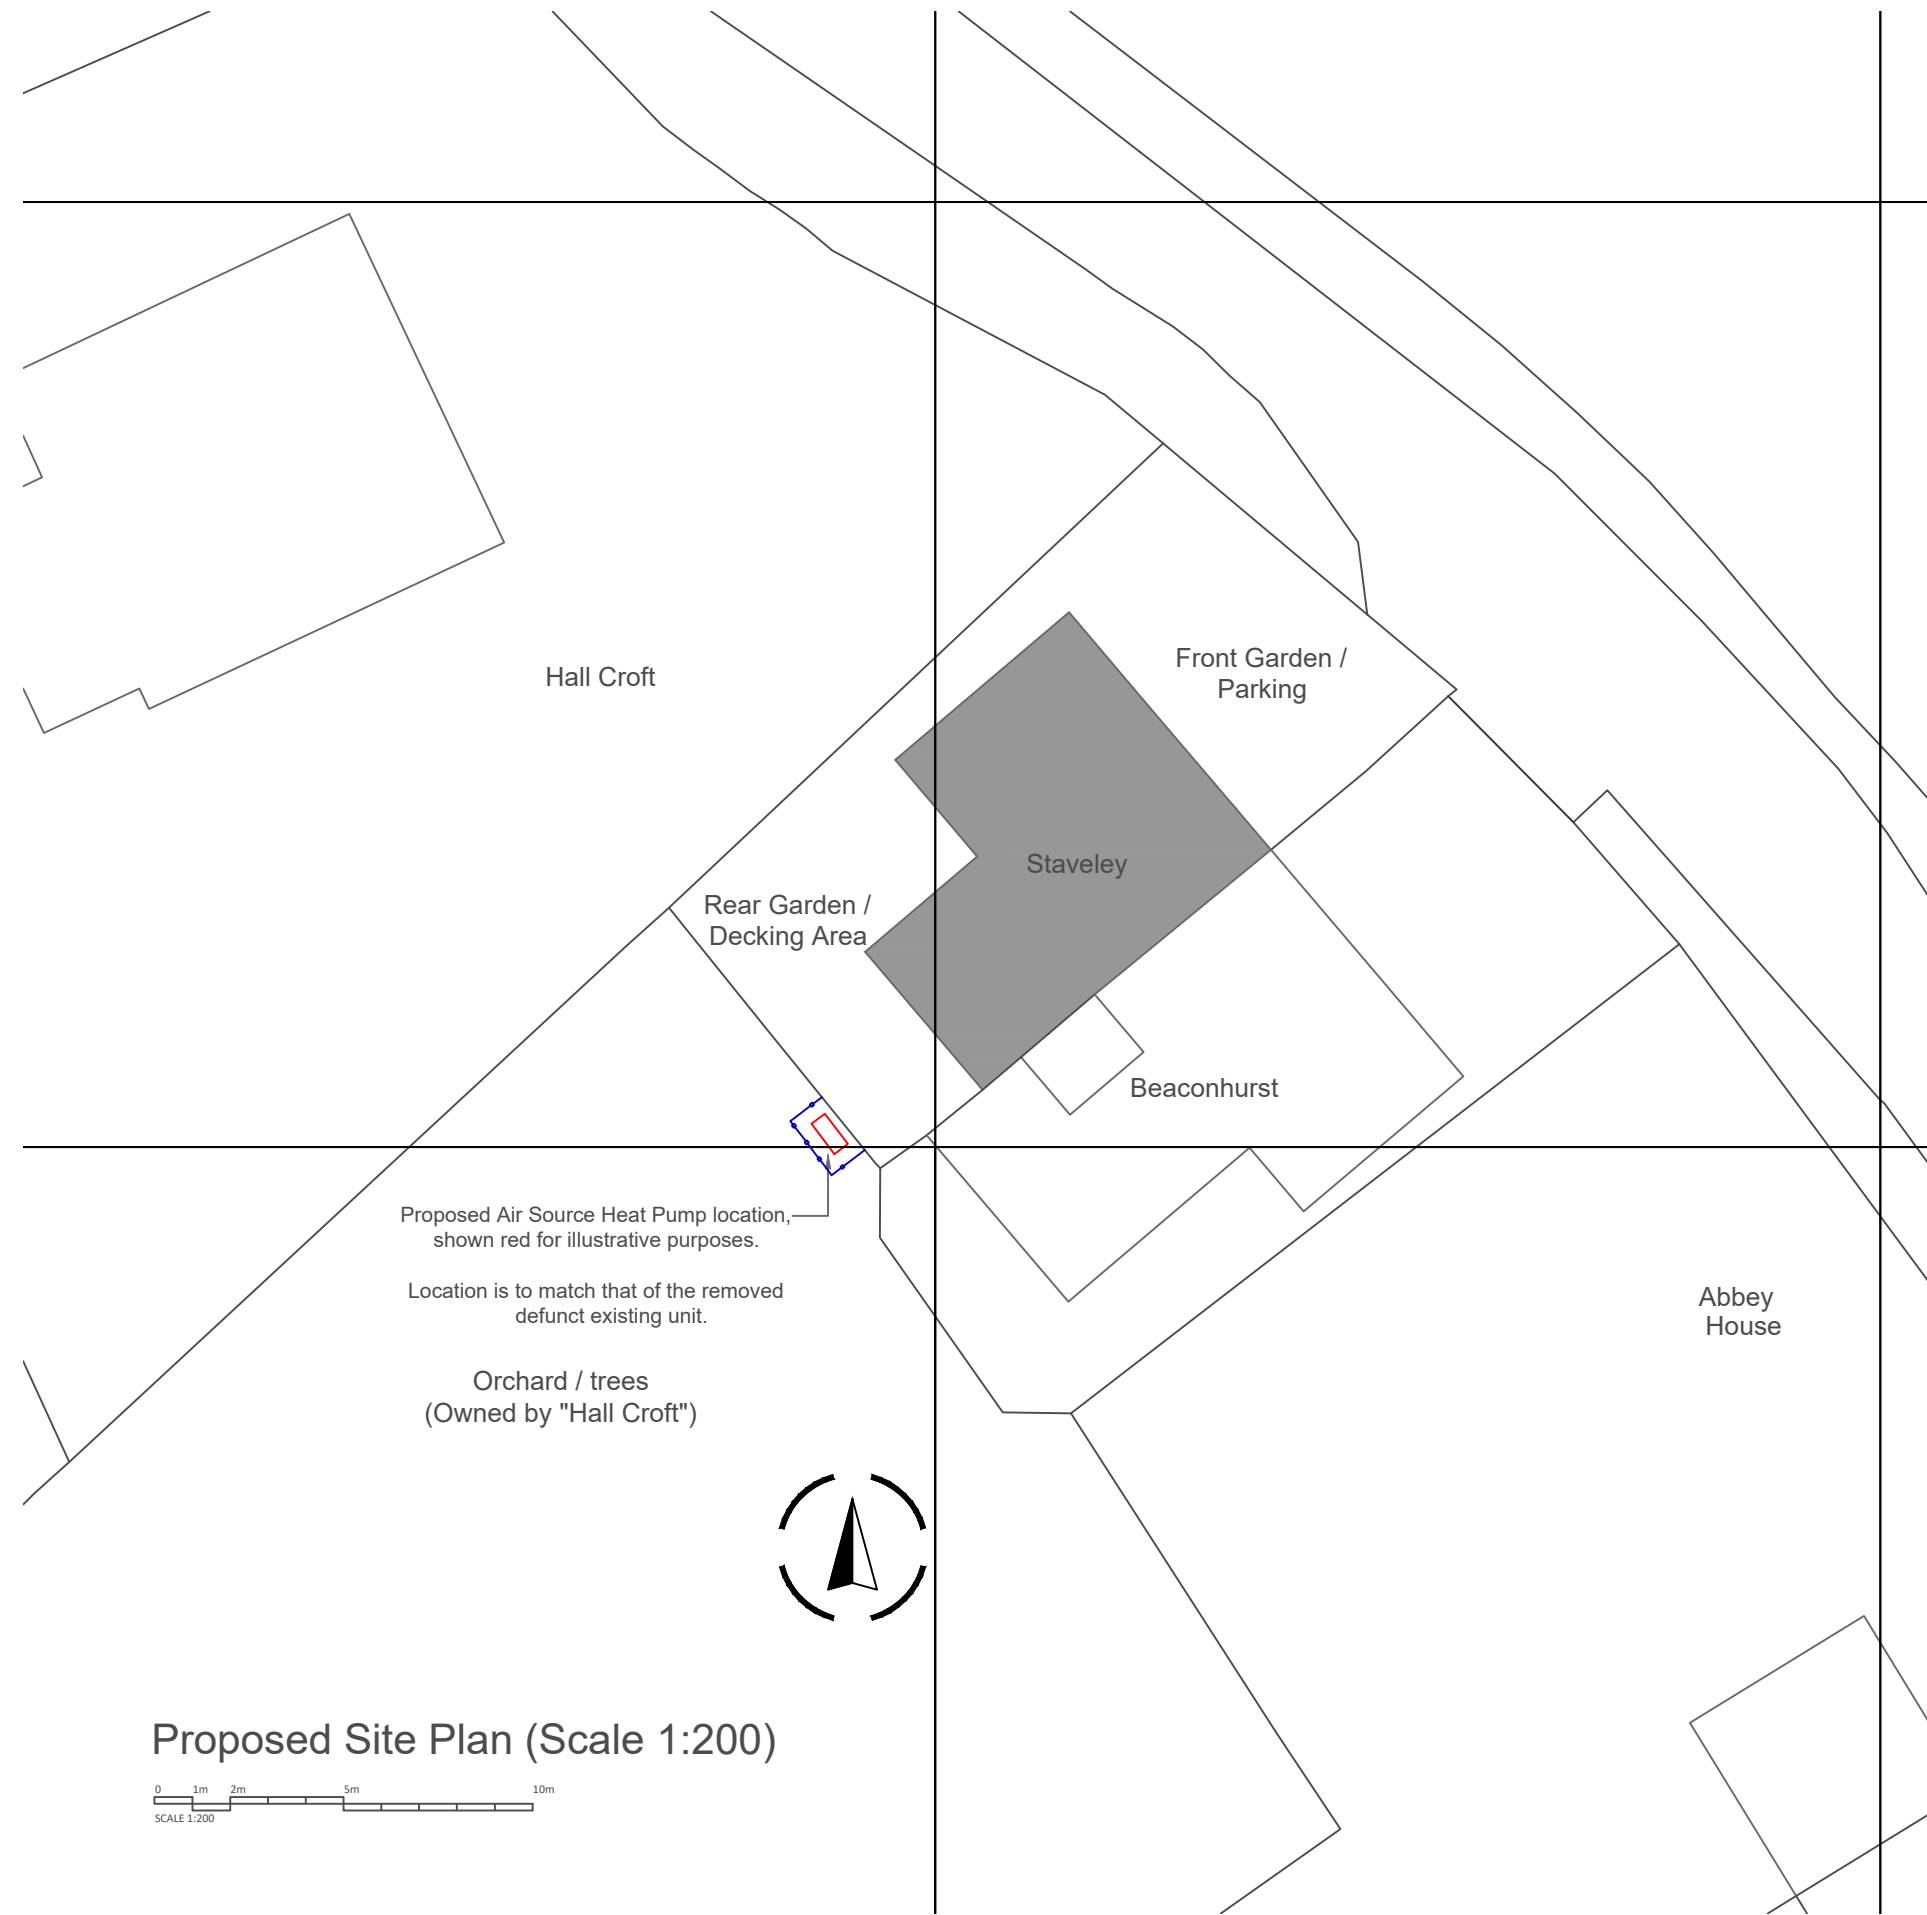 Hall Croft
Front Garden /
Parking
Staveley
Rear Garden /
Decking Area
Beaconhurst
Proposed Air Source Heat Pump location,
shown red for illustrative purposes.
Location is to match that of the removed
defunct existing unit.
Abbey
House
Orchard / trees
(Owned by "Hall Croft")
Proposed Site Plan (Scale 1:200)
0 1m 2m 5m 10m
SCALE 1:200